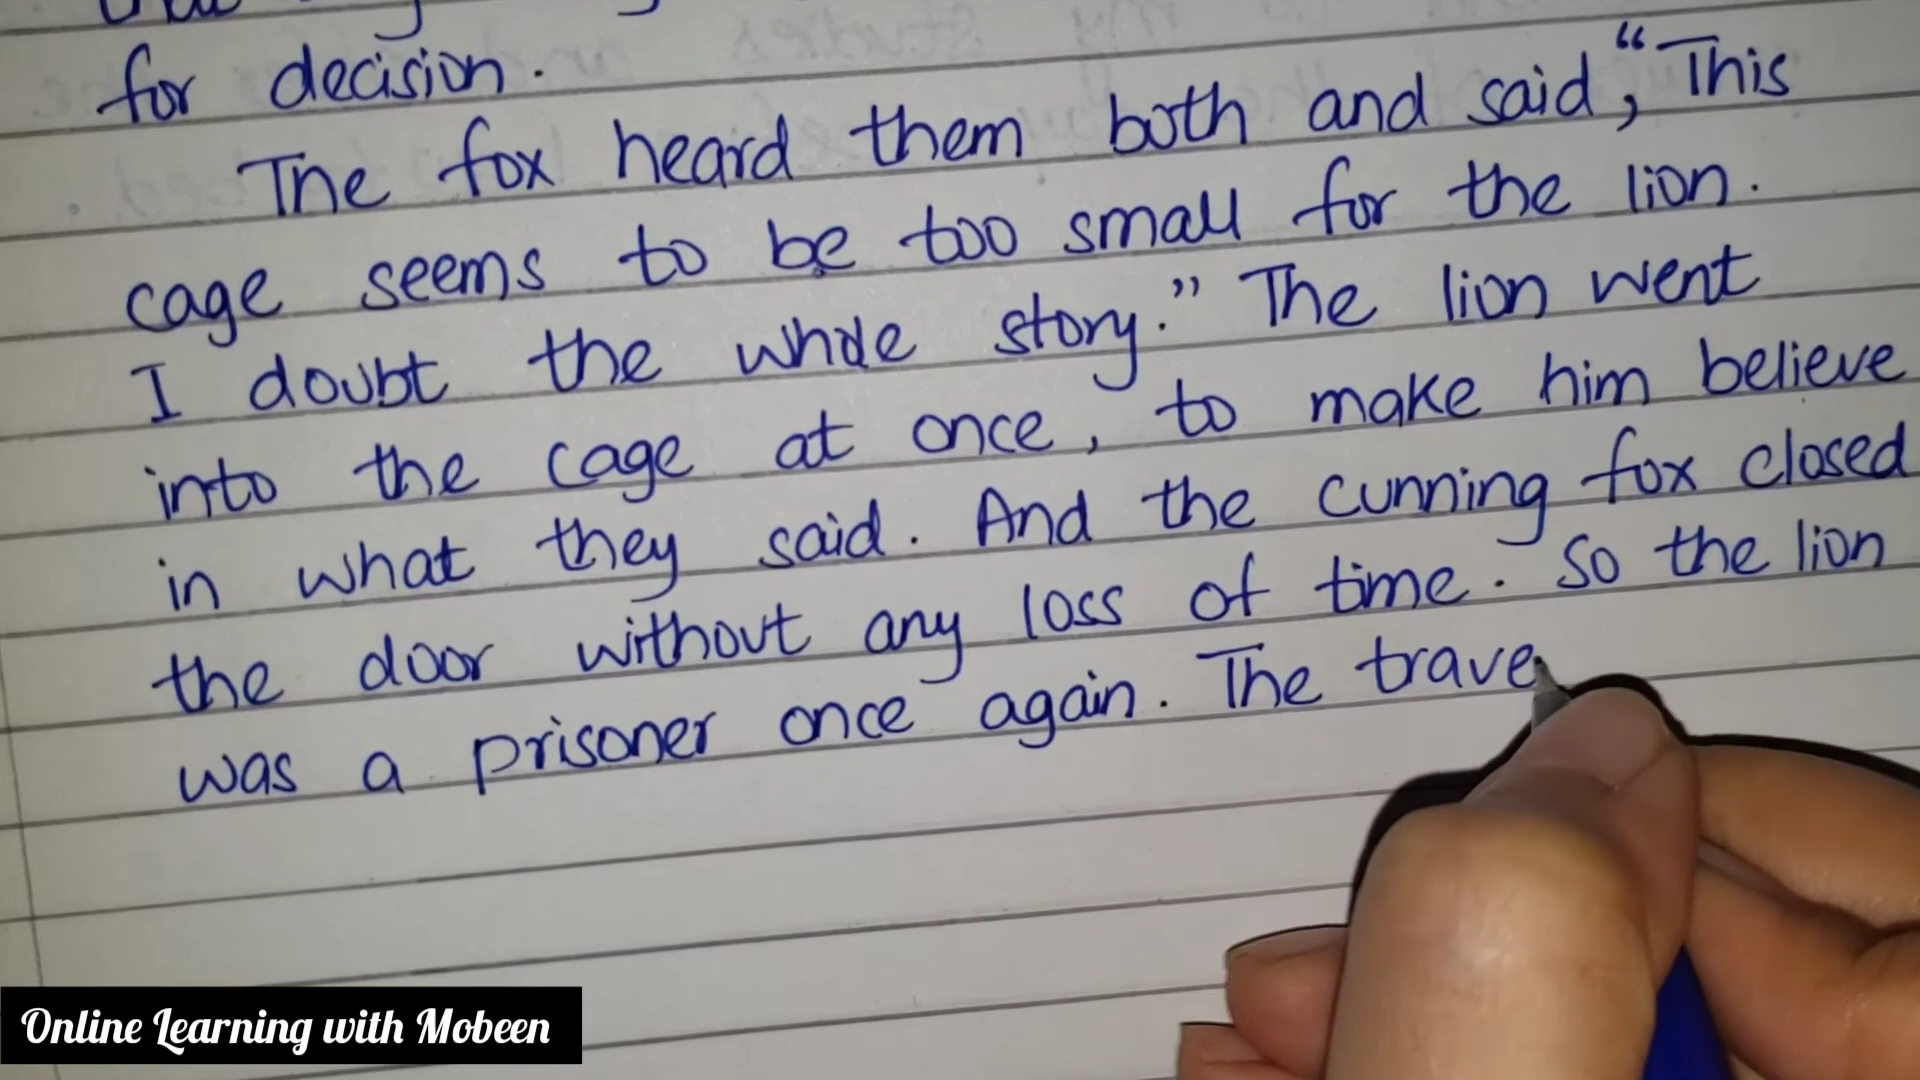 for decision.
The fox heard them both and said, “This
cage seems to be too small for the lion.
I doubt the whole story.” The lion went
into the cage at once, to make him believe
in what they said. And the cunning fox closed
the door without any loss of time. So the lion
was a prisoner once again. The trave
Online Learning with Mobeen